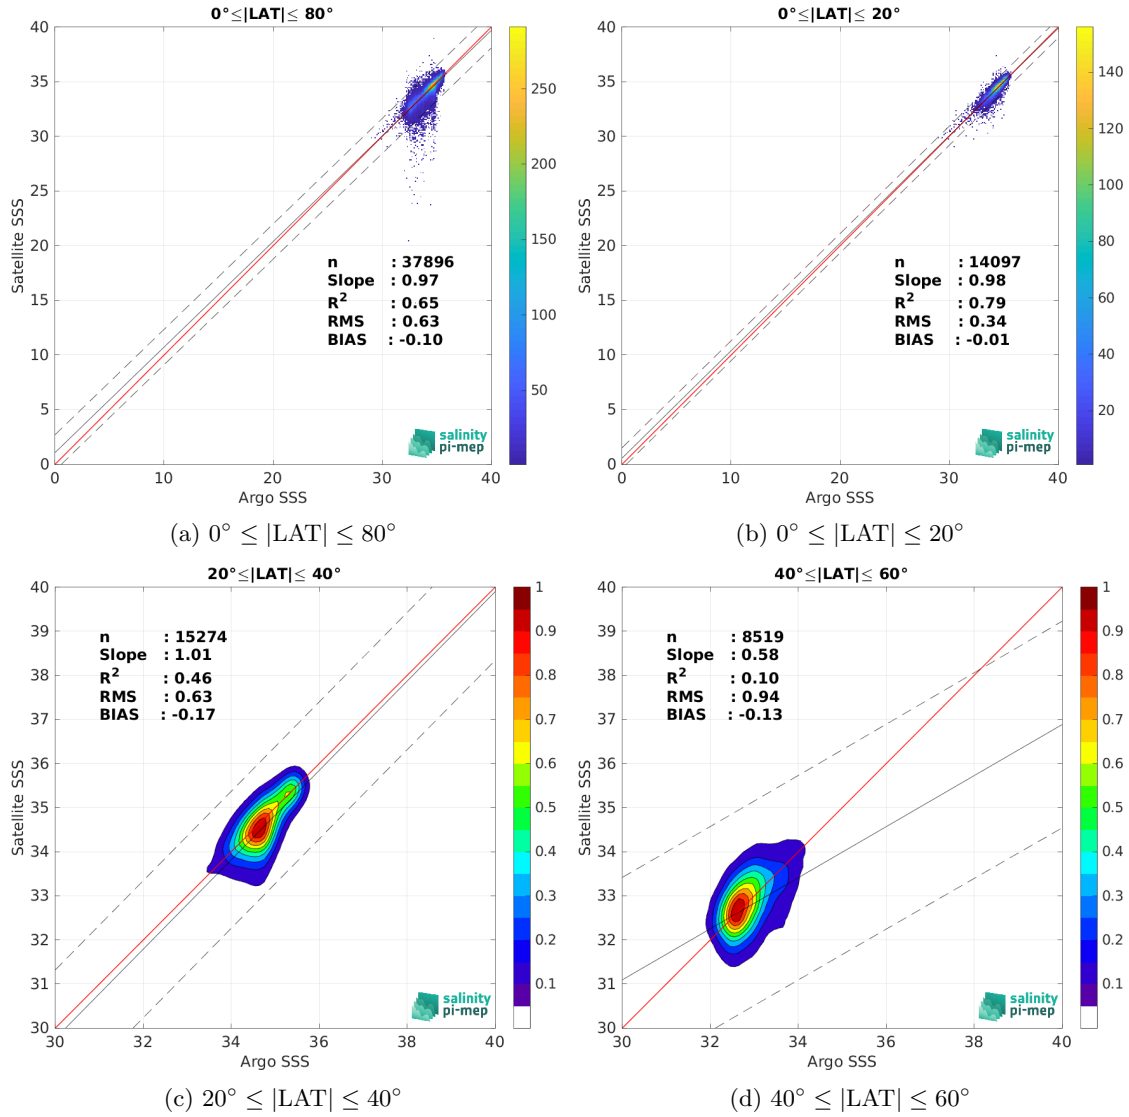 0°≤|LAT|≤ 80°
40
35
30
25
20
15
10
5
0
Satellite SSS
n : 37896
Slope : 0.97
R² : 0.65
RMS : 0.63
BIAS : -0.10
salinity
pi-mep
0 10 20 30 40
Argo SSS
250
200
150
100
50
(a) 0° ≤ |LAT| ≤ 80°
0°≤|LAT|≤ 20°
40
35
30
25
20
15
10
5
0
Satellite SSS
n : 14097
Slope : 0.98
R² : 0.79
RMS : 0.34
BIAS : -0.01
salinity
pi-mep
0 10 20 30 40
Argo SSS
140
120
100
80
60
40
20
(b) 0° ≤ |LAT| ≤ 20°
20°≤|LAT|≤ 40°
40
39
38
37
36
35
34
33
32
31
30
Satellite SSS
n : 15274
Slope : 1.01
R² : 0.46
RMS : 0.63
BIAS : -0.17
salinity
pi-mep
30 32 34 36 38 40
Argo SSS
1
0.9
0.8
0.7
0.6
0.5
0.4
0.3
0.2
0.1
(c) 20° ≤ |LAT| ≤ 40°
40°≤|LAT|≤ 60°
40
39
38
37
36
35
34
33
32
31
30
Satellite SSS
n : 8519
Slope : 0.58
R² : 0.10
RMS : 0.94
BIAS : -0.13
salinity
pi-mep
30 32 34 36 38 40
Argo SSS
1
0.9
0.8
0.7
0.6
0.5
0.4
0.3
0.2
0.1
(d) 40° ≤ |LAT| ≤ 60°